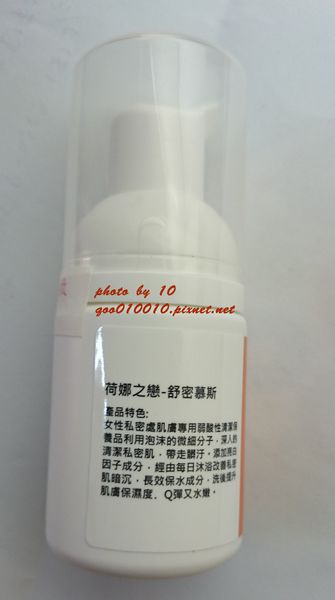 photo by 10
goo010010.pixnet.net
荷娜之戀-舒密慕斯
產品特色:
女性私密處肌膚專用弱酸性清潔保
養品利用泡沫的微細分子，深入的
清潔私密肌，帶走髒汙。添加亮白
因子成分，經由每日沐浴改善私密
肌暗沉，長效保水成分，洗後提升
肌膚保濕度，Q彈又水嫩。